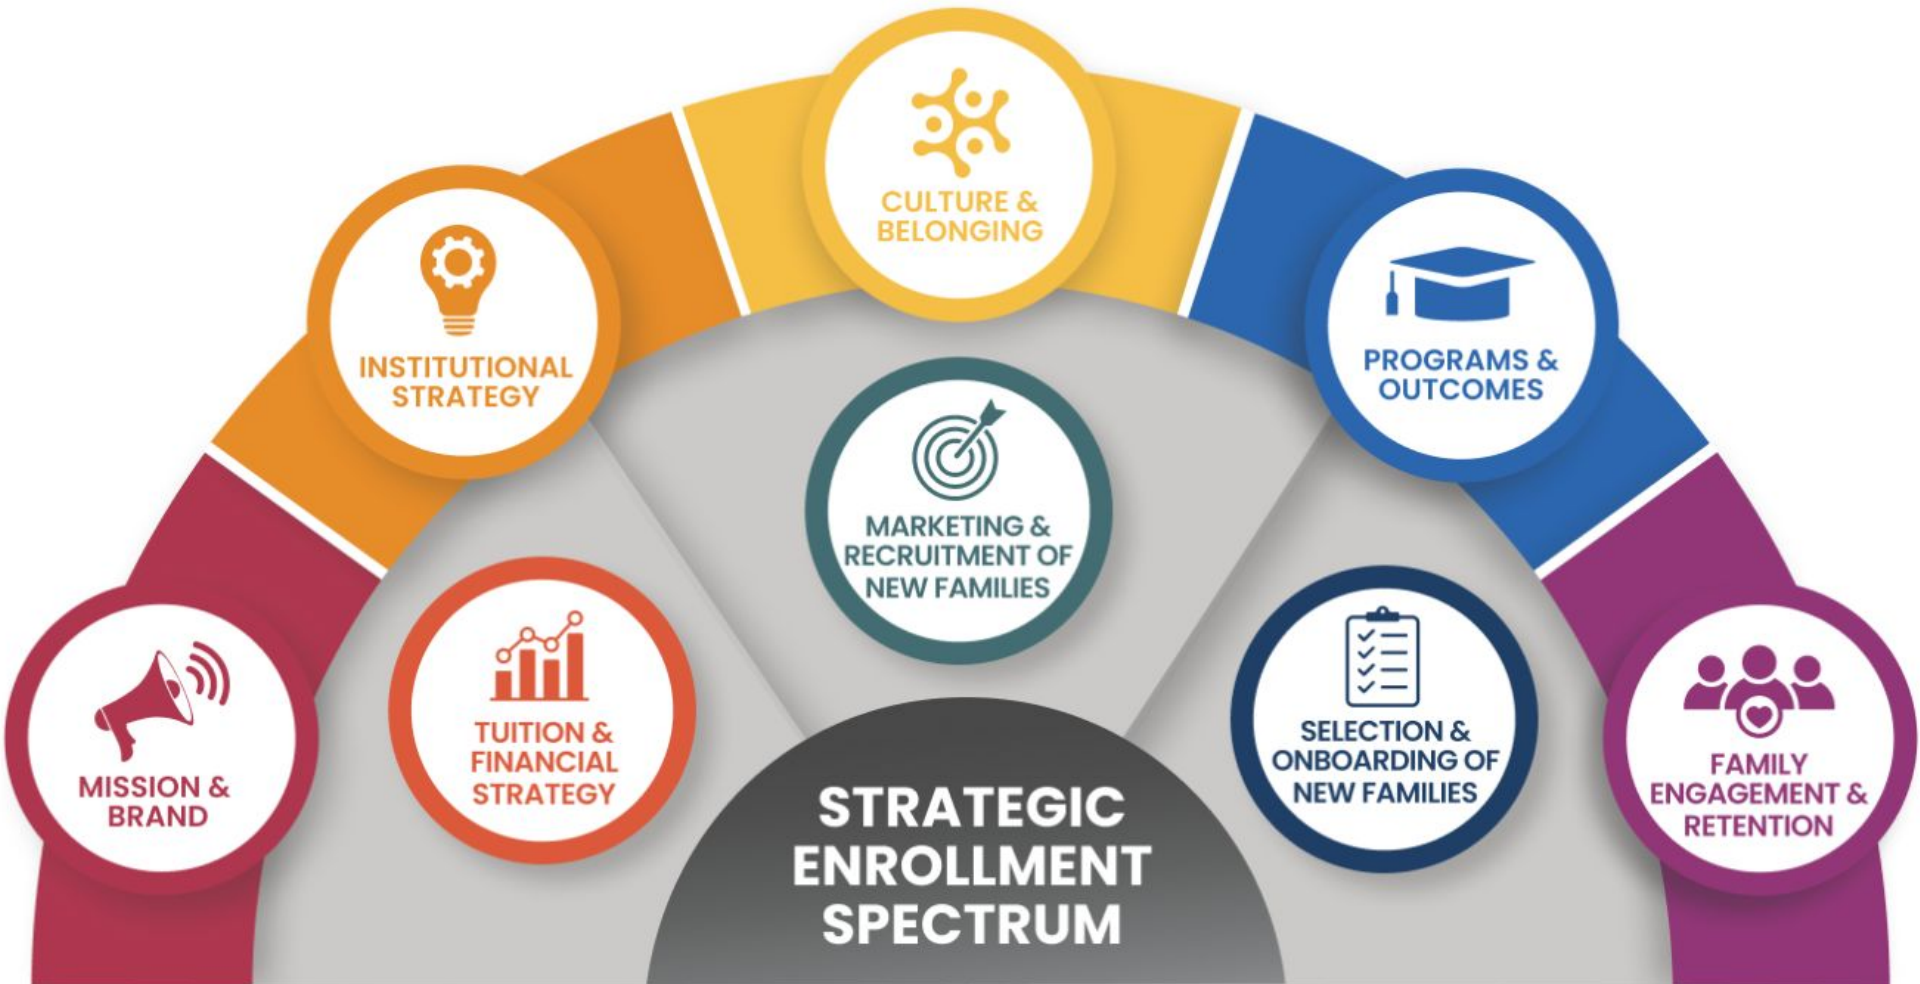 CULTURE &
BELONGING
INSTITUTIONAL
STRATEGY
PROGRAMS &
OUTCOMES
MARKETING &
RECRUITMENT OF
NEW FAMILIES
MISSION &
BRAND
TUITION &
FINANCIAL
STRATEGY
SELECTION &
ONBOARDING OF
NEW FAMILIES
FAMILY
ENGAGEMENT &
RETENTION
STRATEGIC
ENROLLMENT
SPECTRUM